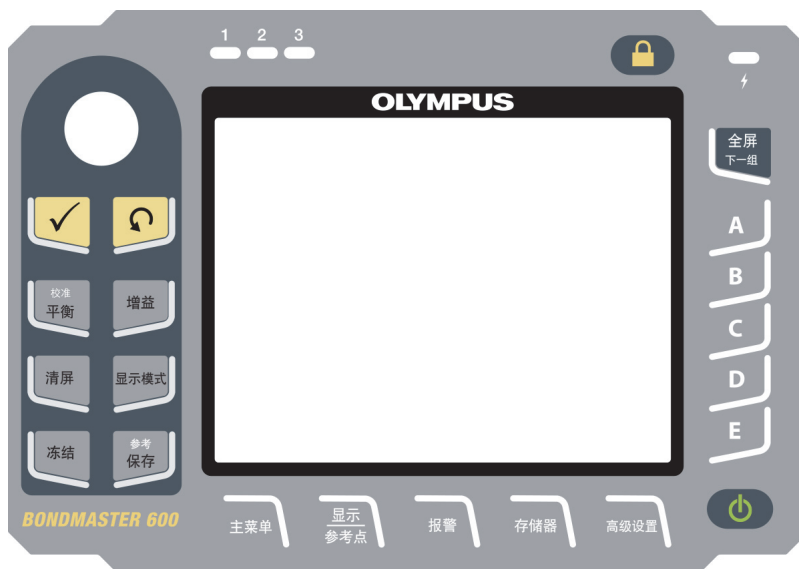 1 2 3
OLYMPUS
全屏
下一组
A
B
C
D
E
校准
平衡
增益
清屏
显示模式
冻结
参考
保存
BONDMASTER 600
主菜单
显示
参考点
报警
存储器
高级设置